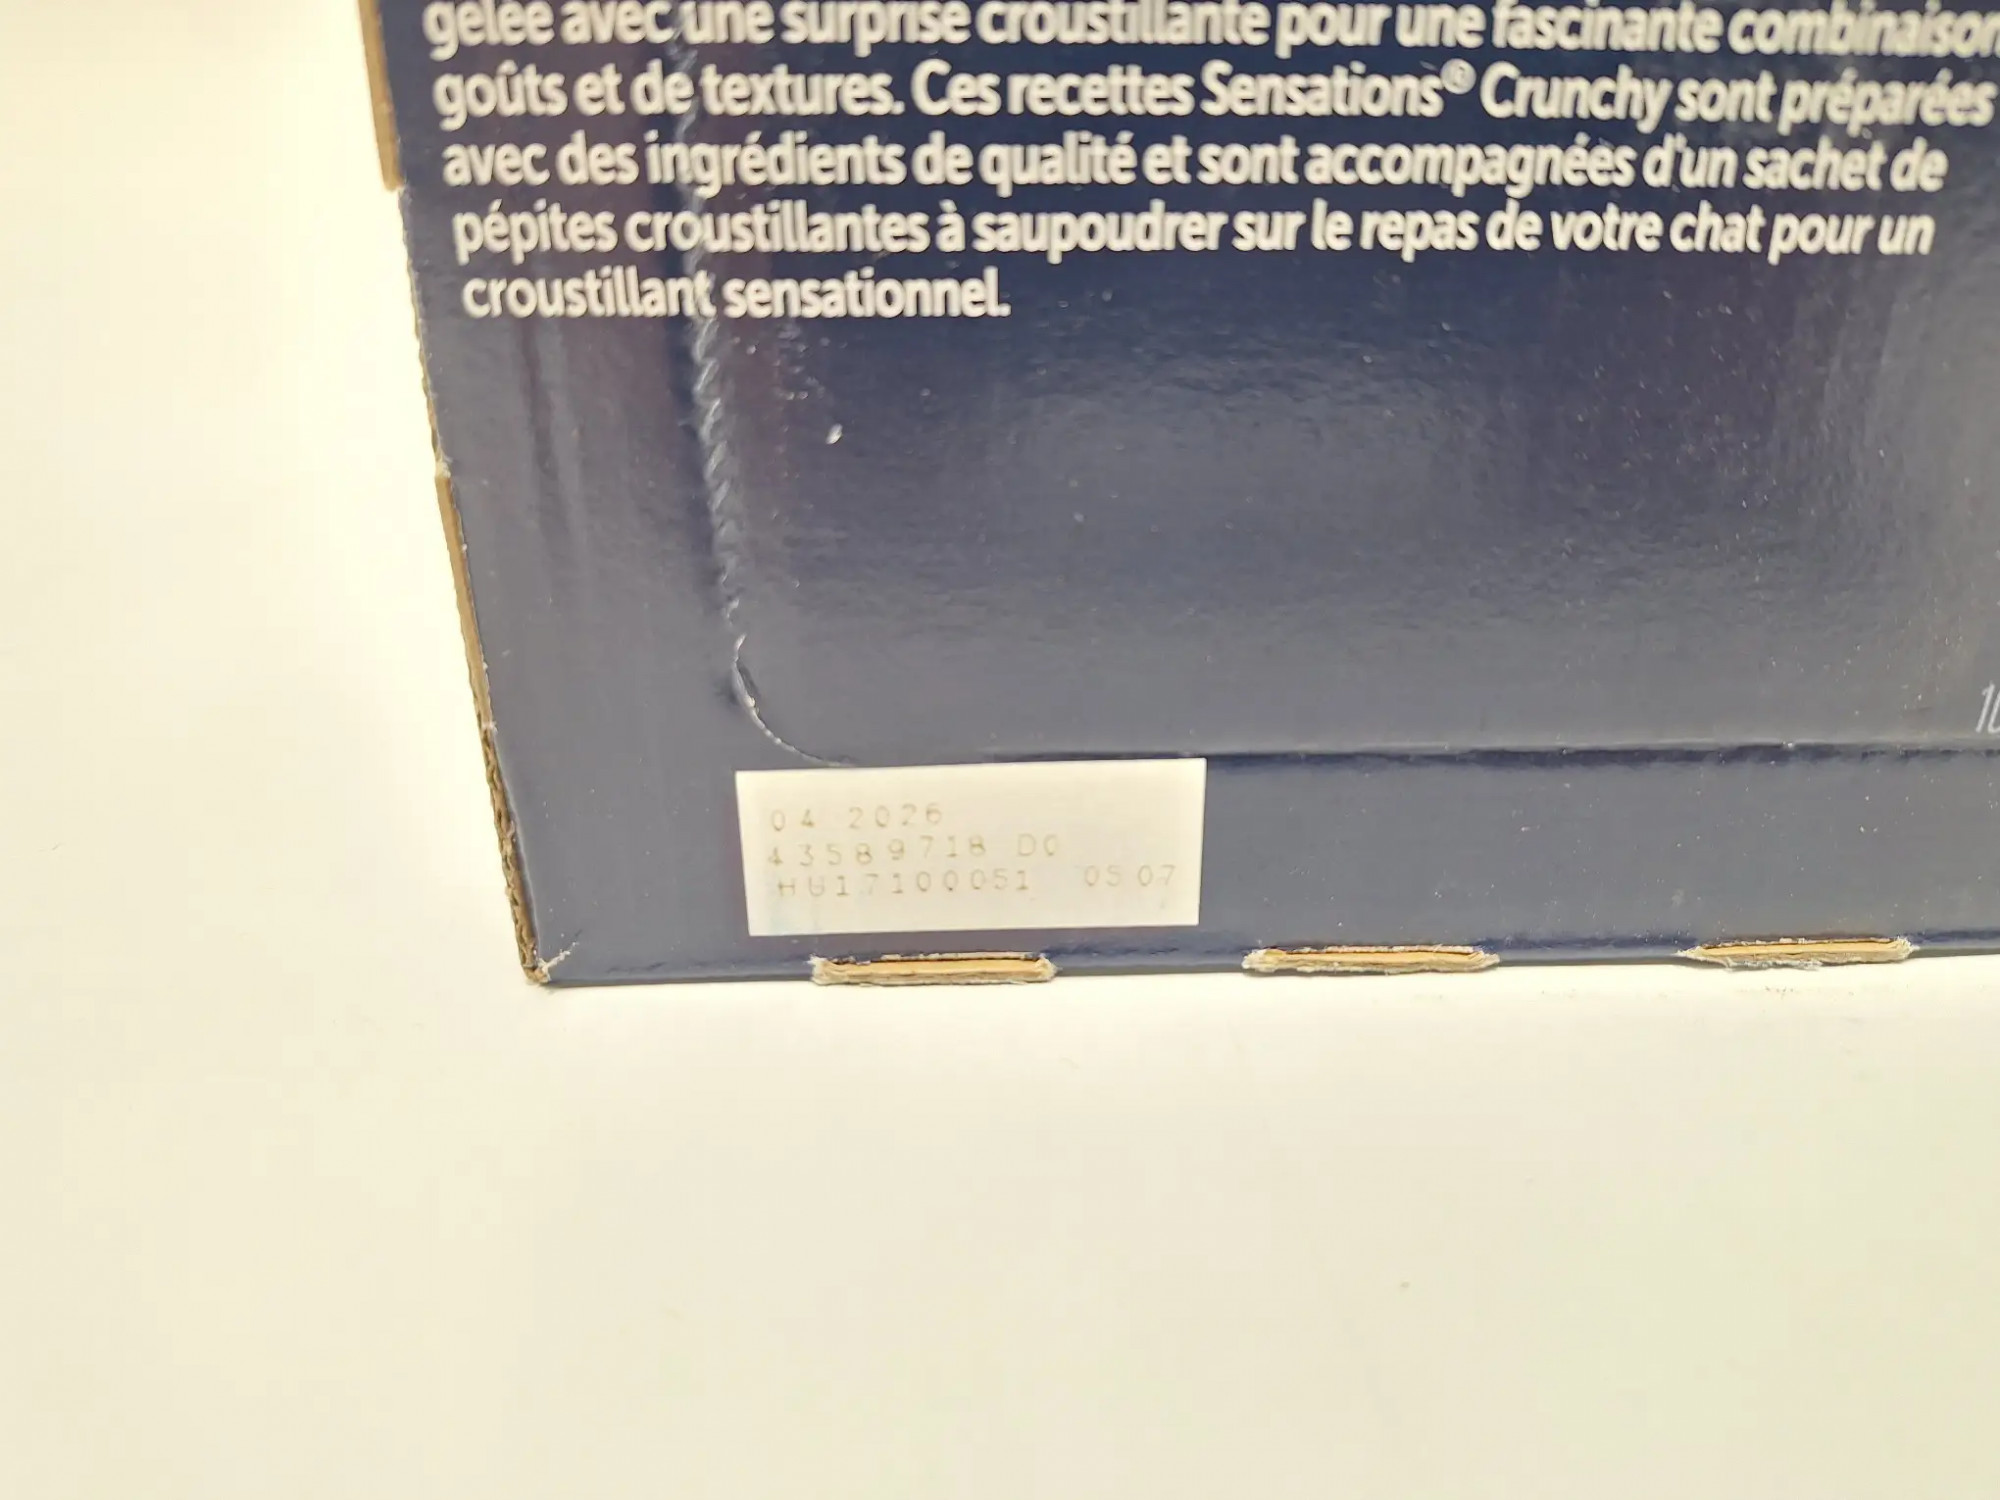 gelée avec une surprise croustillante pour une fascinante combinaison
goûts et de textures. Ces recettes Sensations® Crunchy sont préparées
avec des ingrédients de qualité et sont accompagnées d'un sachet de
pépites croustillantes à saupoudrer sur le repas de votre chat pour un
croustillant sensationnel.
04 2026
43589718 D0
HU17100051 05 07